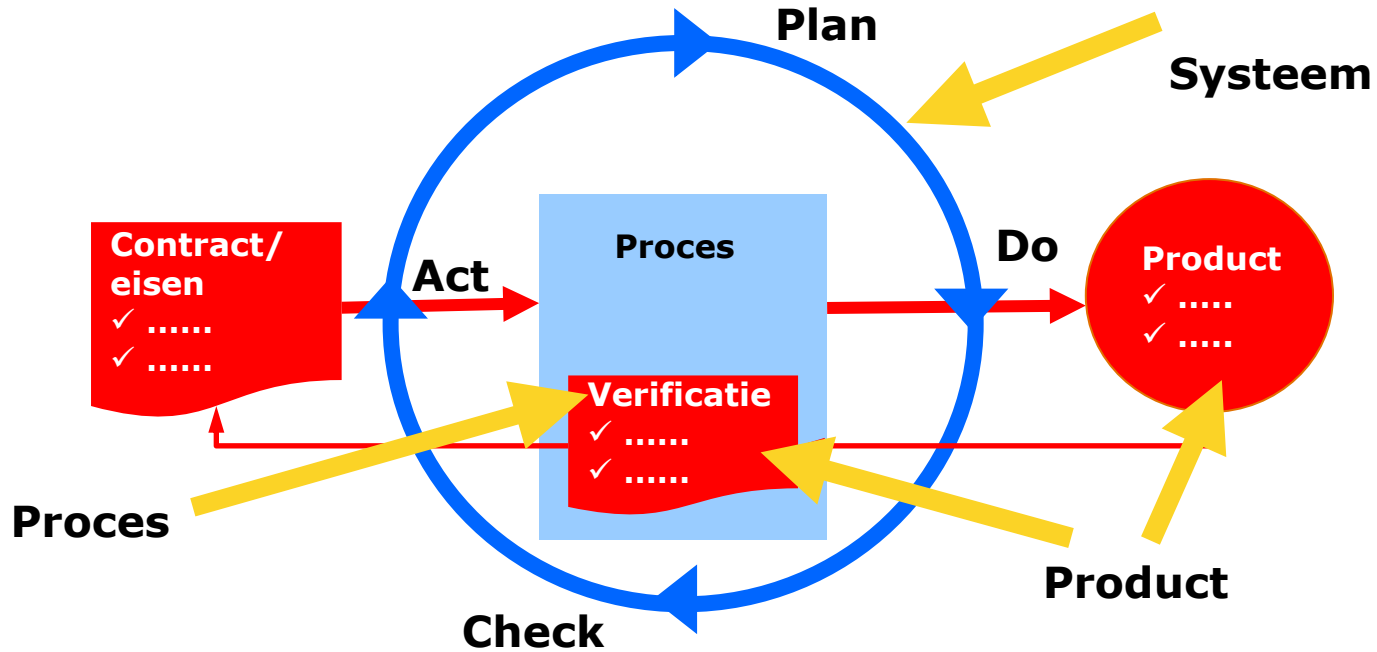 Plan
Systeem
Contract/
eisen
✓ ......
✓ ......
Act
Proces
Do
Product
✓ .....
✓ .....
Verificatie
✓ ......
✓ ......
Proces
Product
Check